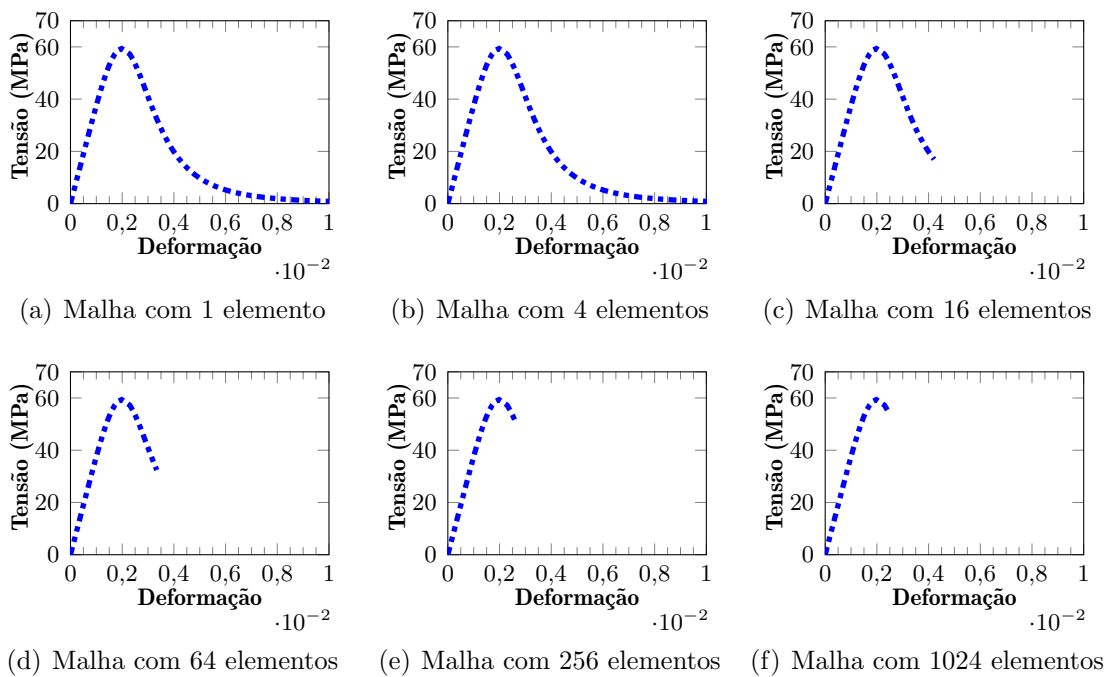 70
60
40
20
0
Tensão (MPa)
0 0,2 0,4 0,6 0,8 1
Deformação
·10−2
(a) Malha com 1 elemento
70
60
40
20
0
Tensão (MPa)
0 0,2 0,4 0,6 0,8 1
Deformação
·10−2
(b) Malha com 4 elementos
70
60
40
20
0
Tensão (MPa)
0 0,2 0,4 0,6 0,8 1
Deformação
·10−2
(c) Malha com 16 elementos
70
60
40
20
0
Tensão (MPa)
0 0,2 0,4 0,6 0,8 1
Deformação
·10−2
(d) Malha com 64 elementos
70
60
40
20
0
Tensão (MPa)
0 0,2 0,4 0,6 0,8 1
Deformação
·10−2
(e) Malha com 256 elementos
70
60
40
20
0
Tensão (MPa)
0 0,2 0,4 0,6 0,8 1
Deformação
·10−2
(f) Malha com 1024 elementos